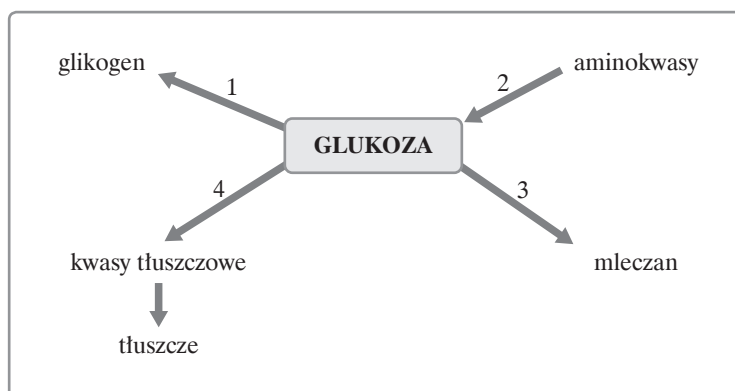 glikogen
aminokwasy
1
2
GLUKOZA
4
3
kwasy tłuszczowe
mleczan
tłuszcze